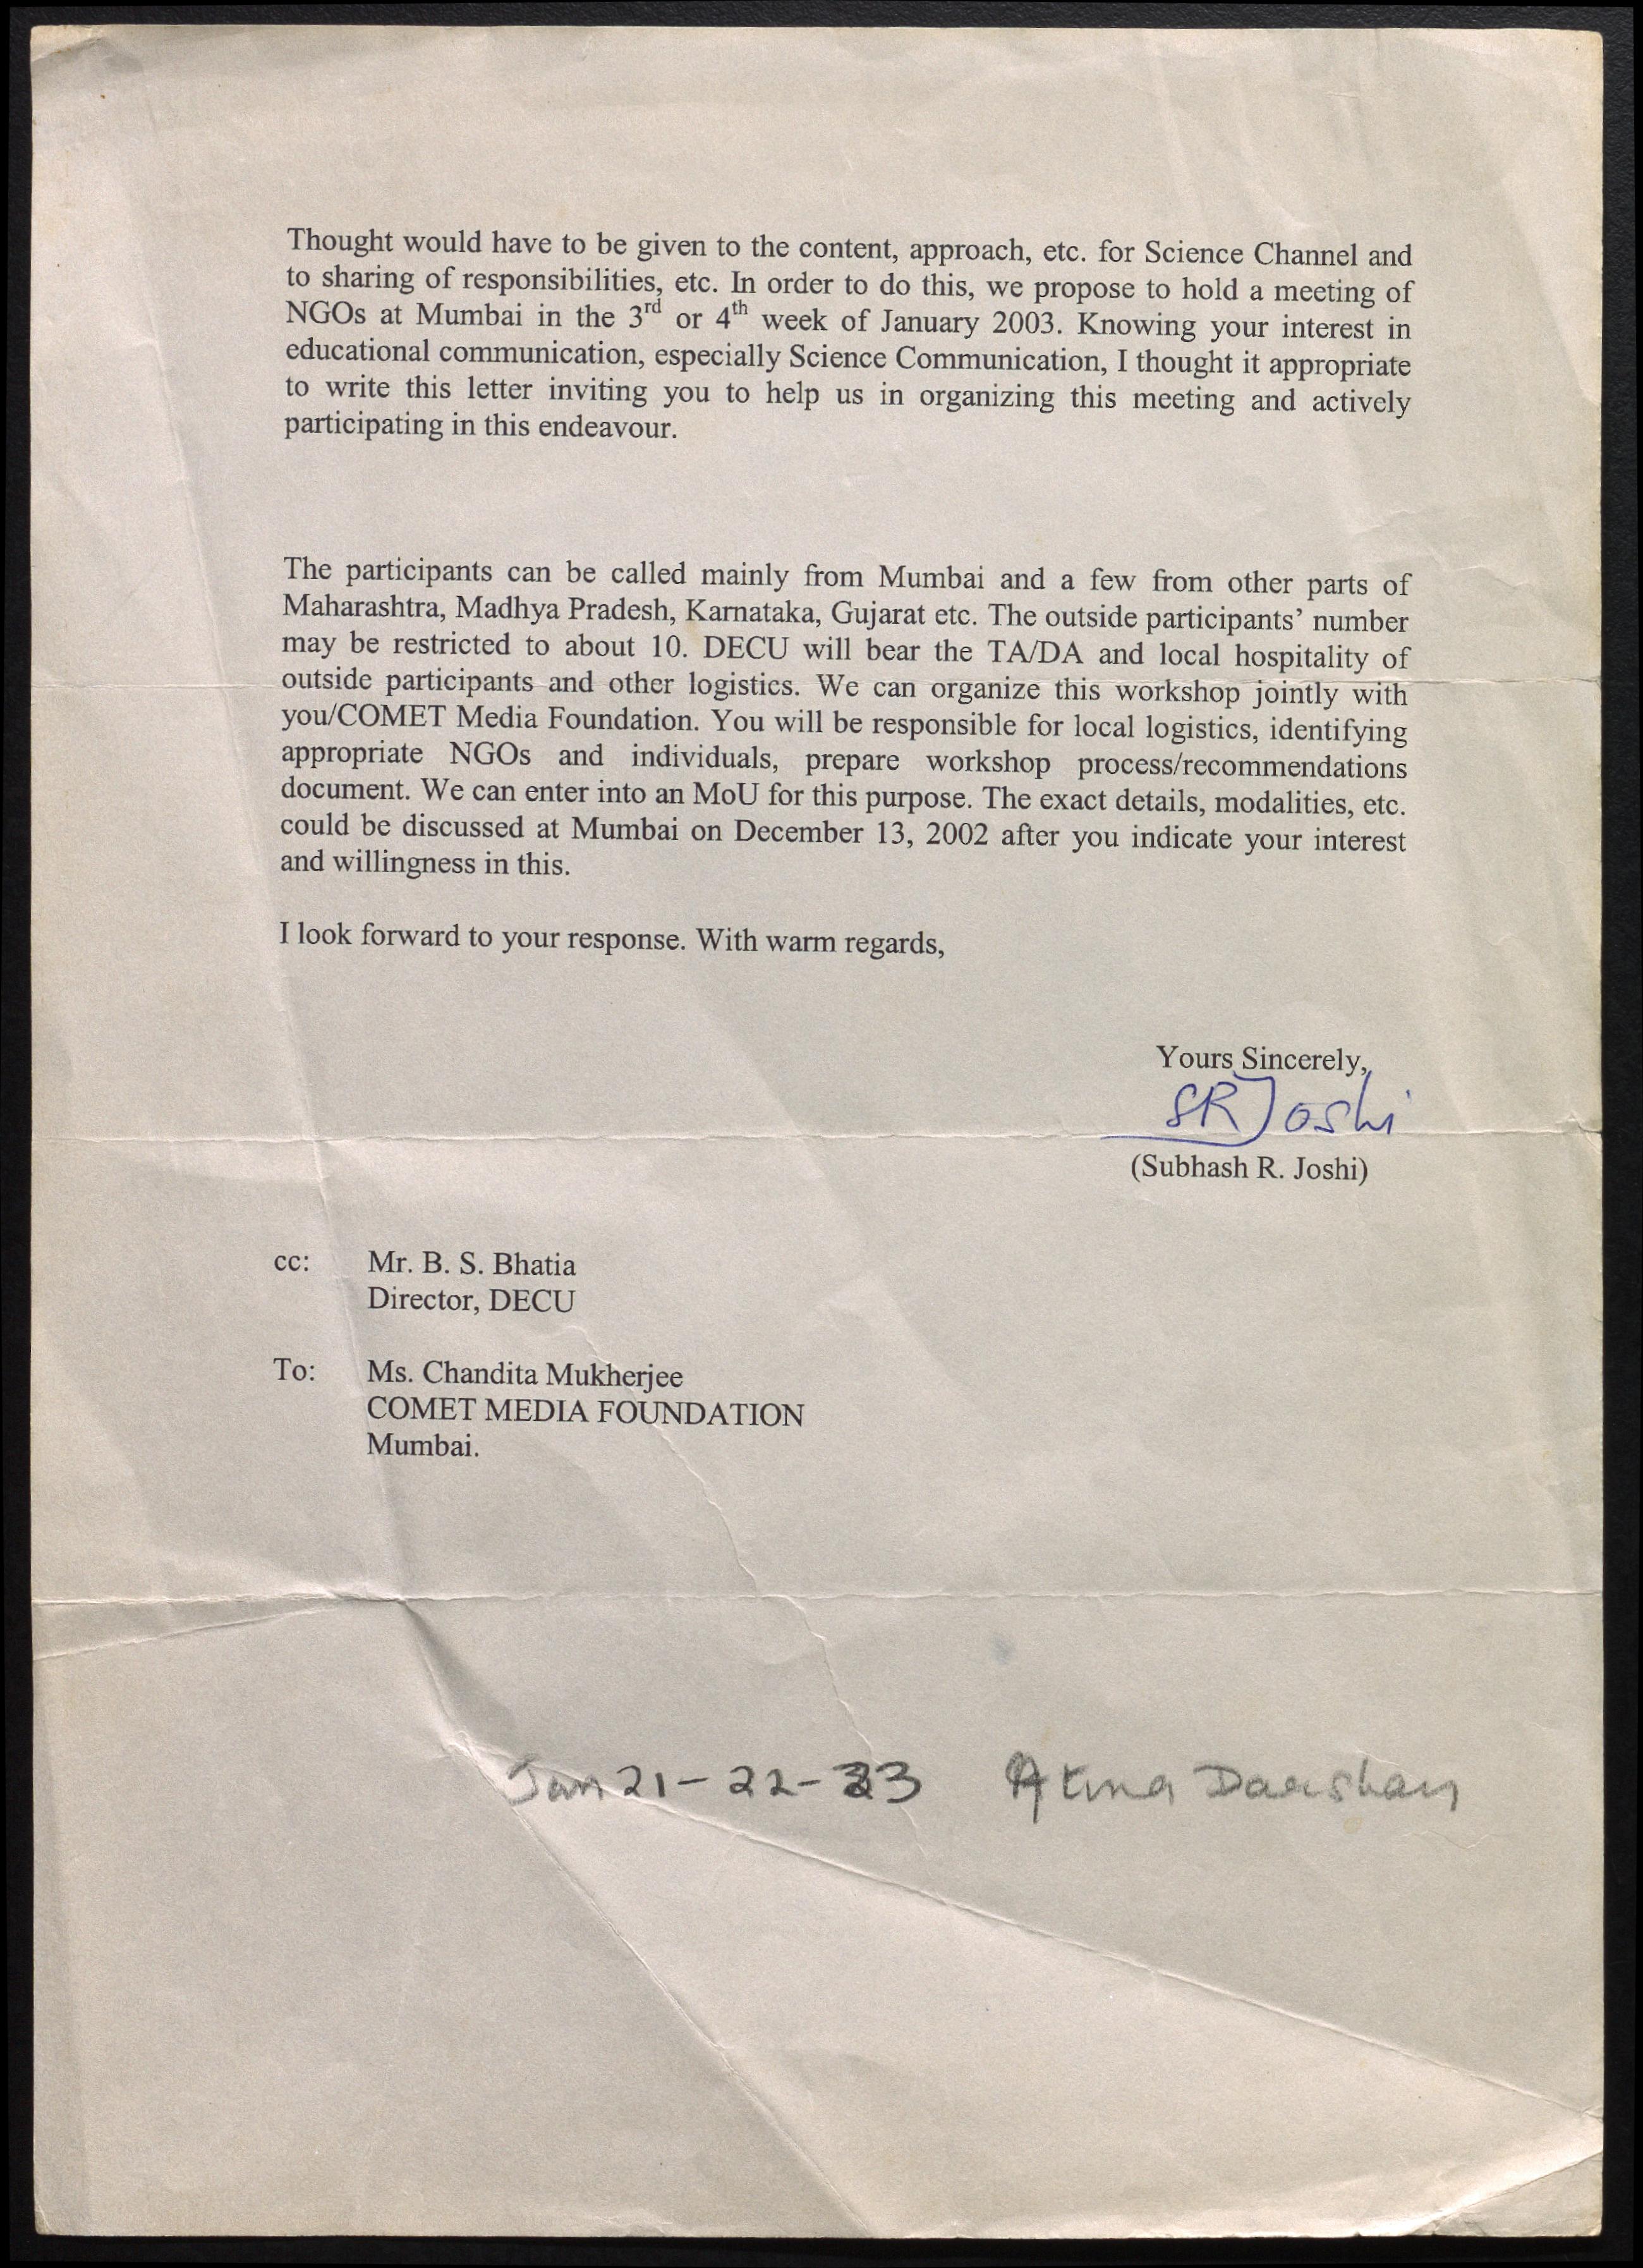 Thought would have to be given to the content, approach, etc. for Science Channel and
to sharing of responsibilities, etc. In order to do this, we propose to hold a meeting of
NGOs at Mumbai in the 3rd or 4th week of January 2003. Knowing your interest in
educational communication, especially Science Communication, I thought it appropriate
to write this letter inviting you to help us in organizing this meeting and actively
participating in this endeavour.
The participants can be called mainly from Mumbai and a few from other parts of
Maharashtra, Madhya Pradesh, Karnataka, Gujarat etc. The outside participants' number
may be restricted to about 10. DECU will bear the TA/DA and local hospitality of
outside participants and other logistics. We can organize this workshop jointly with
you/COMET Media Foundation. You will be responsible for local logistics, identifying
appropriate NGOs and individuals, prepare workshop process/recommendations
document. We can enter into an MoU for this purpose. The exact details, modalities, etc.
could be discussed at Mumbai on December 13, 2002 after you indicate your interest
and willingness in this.
I look forward to your response. With warm regards,
Yours Sincerely,
SRJoshi
(Subhash R. Joshi)
cc: Mr. B. S. Bhatia
Director, DECU
To: Ms. Chandita Mukherjee
COMET MEDIA FOUNDATION
Mumbai.
Jan 21-22-23 Atma Darshan